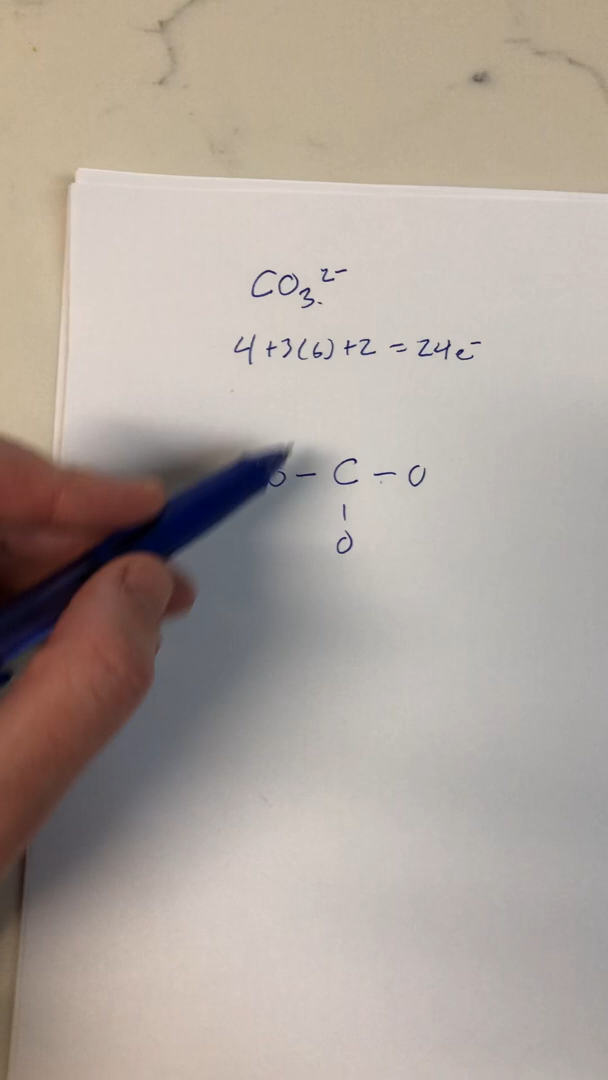 CO₃²⁻
4+3(6)+2 = 24e⁻
O – C – O
|
O